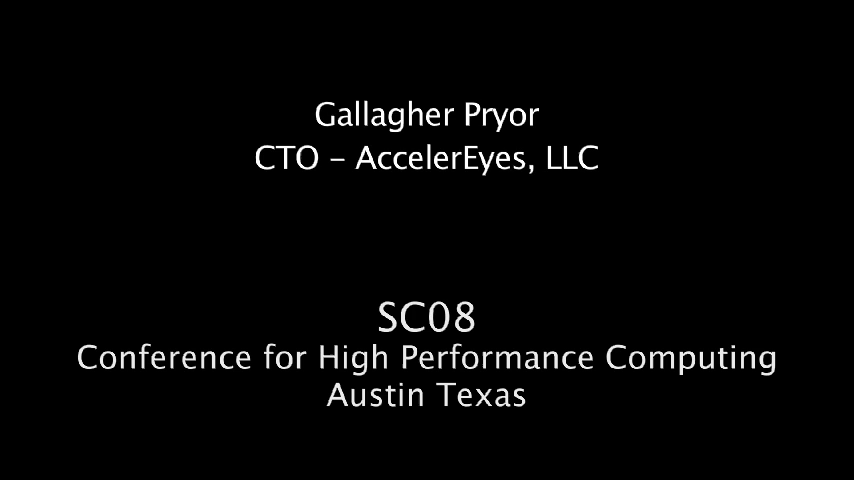 Gallagher Pryor
CTO – AccelerEyes, LLC
SC08
Conference for High Performance Computing
Austin Texas